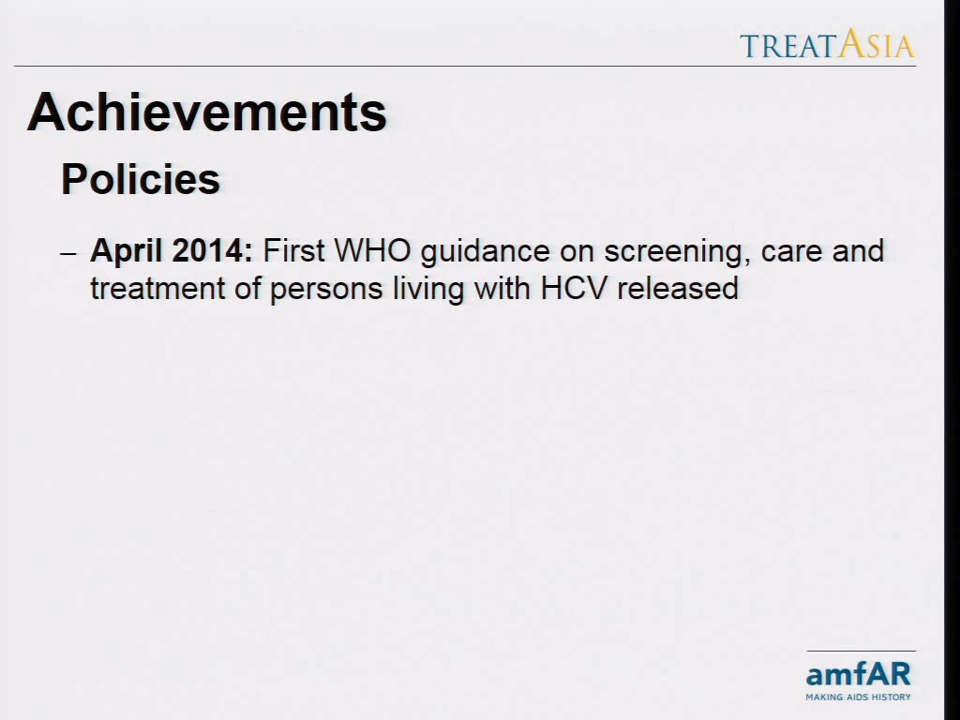 TREATASIA
Achievements
Policies
– April 2014: First WHO guidance on screening, care and
treatment of persons living with HCV released
amfAR
MAKING AIDS HISTORY